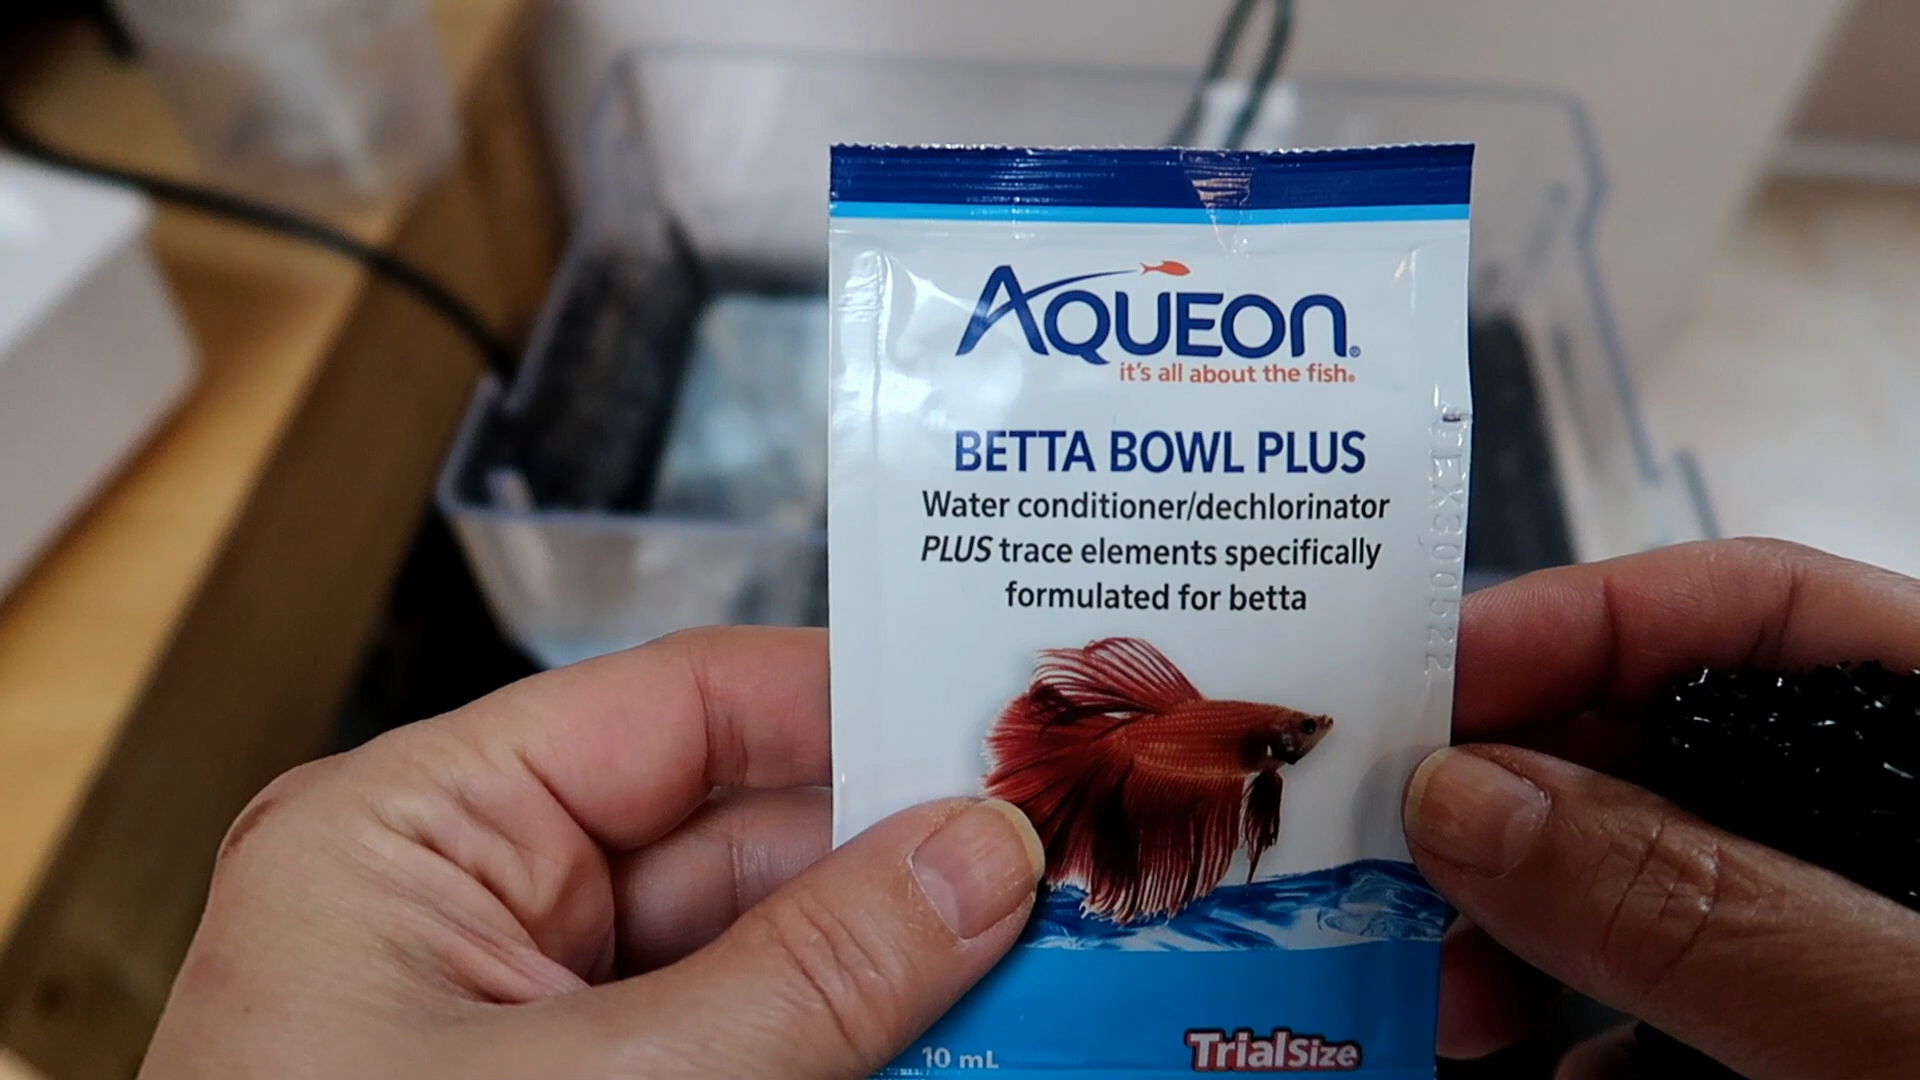 AQUEON®
it's all about the fish®
BETTA BOWL PLUS
Water conditioner/dechlorinator
PLUS trace elements specifically
formulated for betta
10 mL
TrialSize